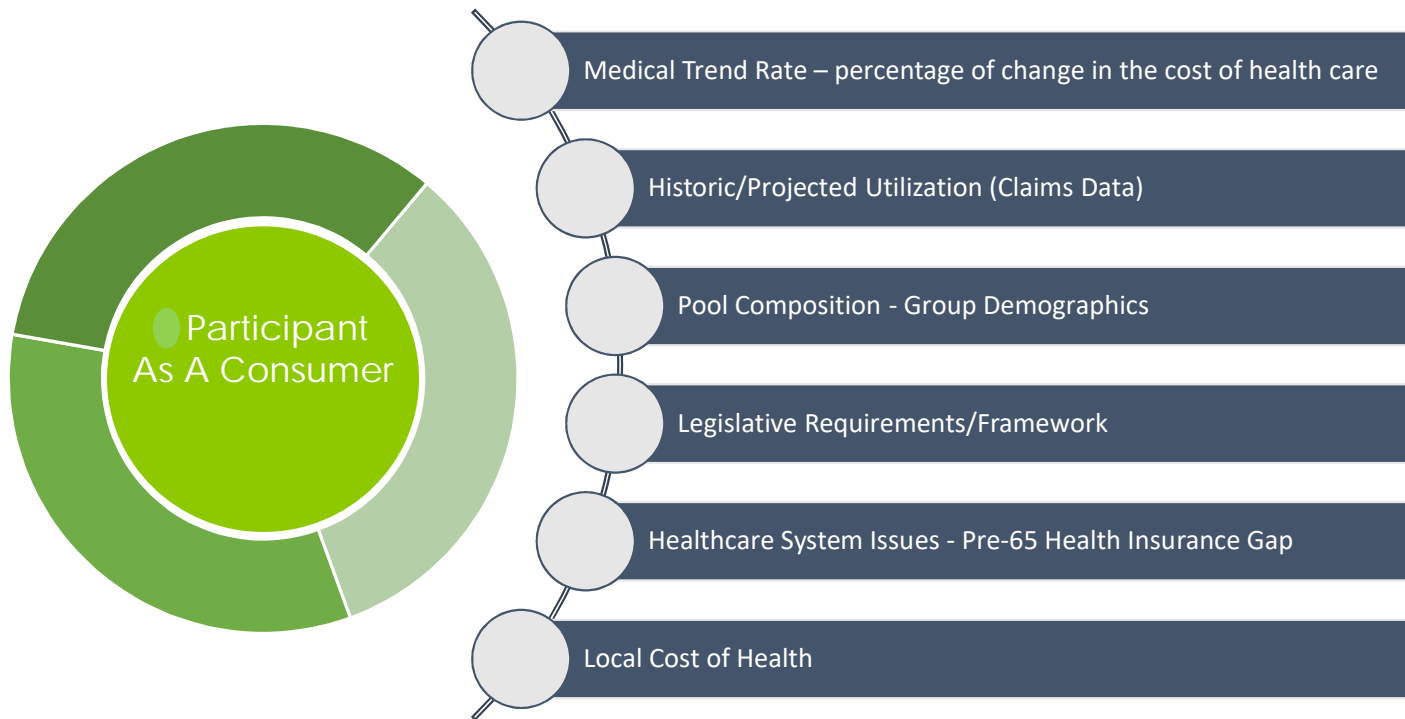 Participant
As A Consumer
Medical Trend Rate – percentage of change in the cost of health care
Historic/Projected Utilization (Claims Data)
Pool Composition - Group Demographics
Legislative Requirements/Framework
Healthcare System Issues - Pre-65 Health Insurance Gap
Local Cost of Health